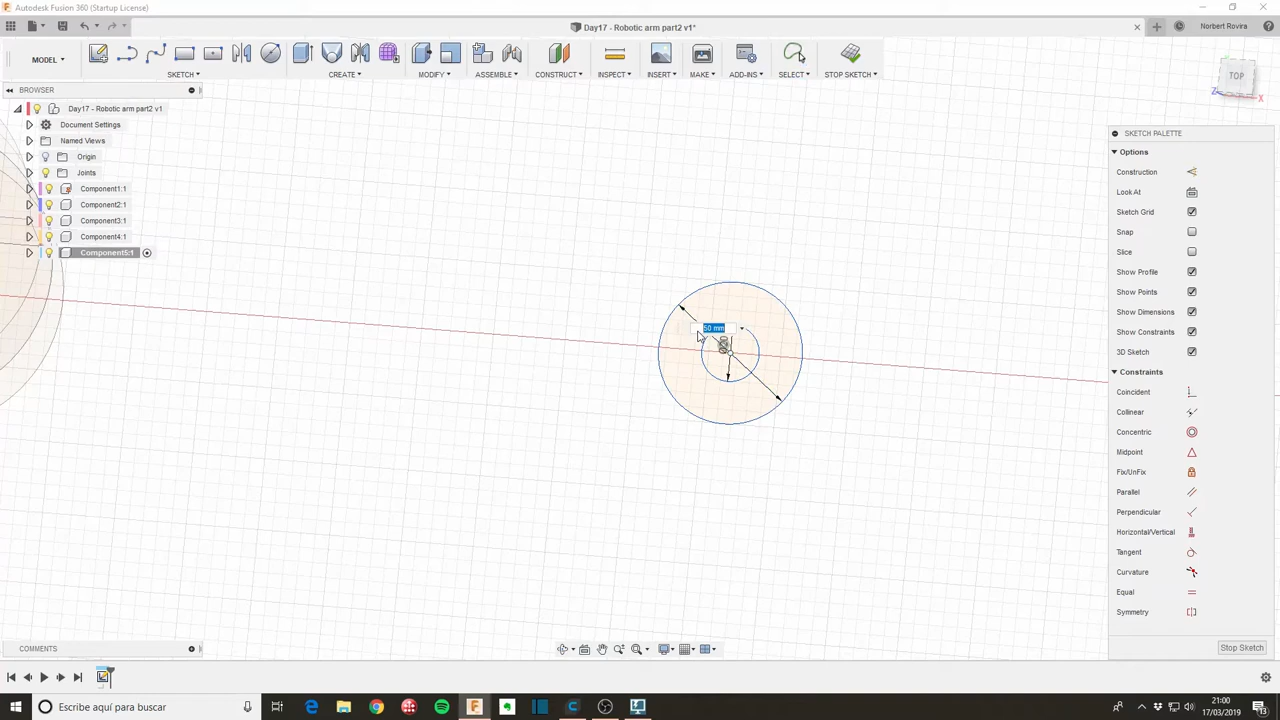 Autodesk Fusion 360 (Startup License)
Day17 - Robotic arm part2 v1*
Norbert Rovira
MODEL
SKETCH
CREATE
MODIFY
ASSEMBLE
CONSTRUCT
INSPECT
INSERT
MAKE
ADD-INS
SELECT
STOP SKETCH
TOP
Z
X
BROWSER
Day17 - Robotic arm part2 v1
Document Settings
Named Views
Origin
Joints
Component1:1
Component2:1
Component3:1
Component4:1
Component5:1
50 mm
SKETCH PALETTE
Options
Construction
Look At
Sketch Grid
Snap
Slice
Show Profile
Show Points
Show Dimensions
Show Constraints
3D Sketch
Constraints
Coincident
Collinear
Concentric
Midpoint
Fix/UnFix
Parallel
Perpendicular
Horizontal/Vertical
Tangent
Curvature
Equal
Symmetry
Stop Sketch
COMMENTS
Escribe aquí para buscar
21:00
17/03/2019